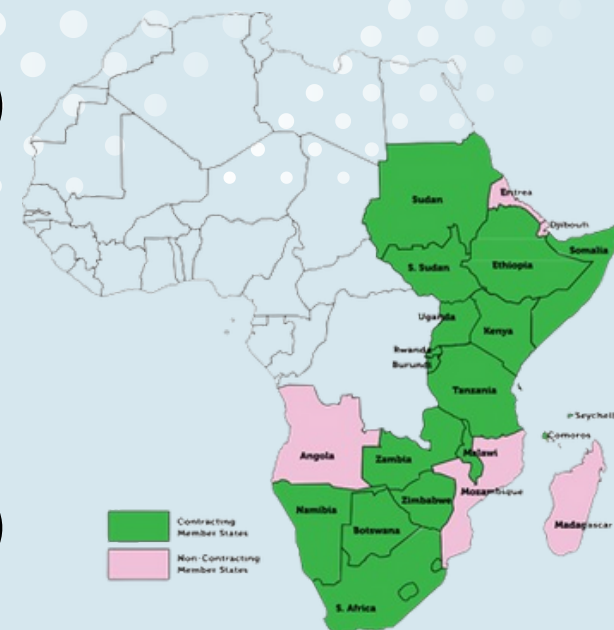 Sudan
Eritrea
Djibouti
Somalia
S. Sudan
Ethiopia
Uganda
Kenya
Rwanda
Burundi
Tanzania
Seychell
Comoros
Malawi
Angola
Zambia
Mozambique
Zimbabwe
Namibia
Botswana
Madagascar
S. Africa
Contracting
Member States
Non-Contracting
Member States